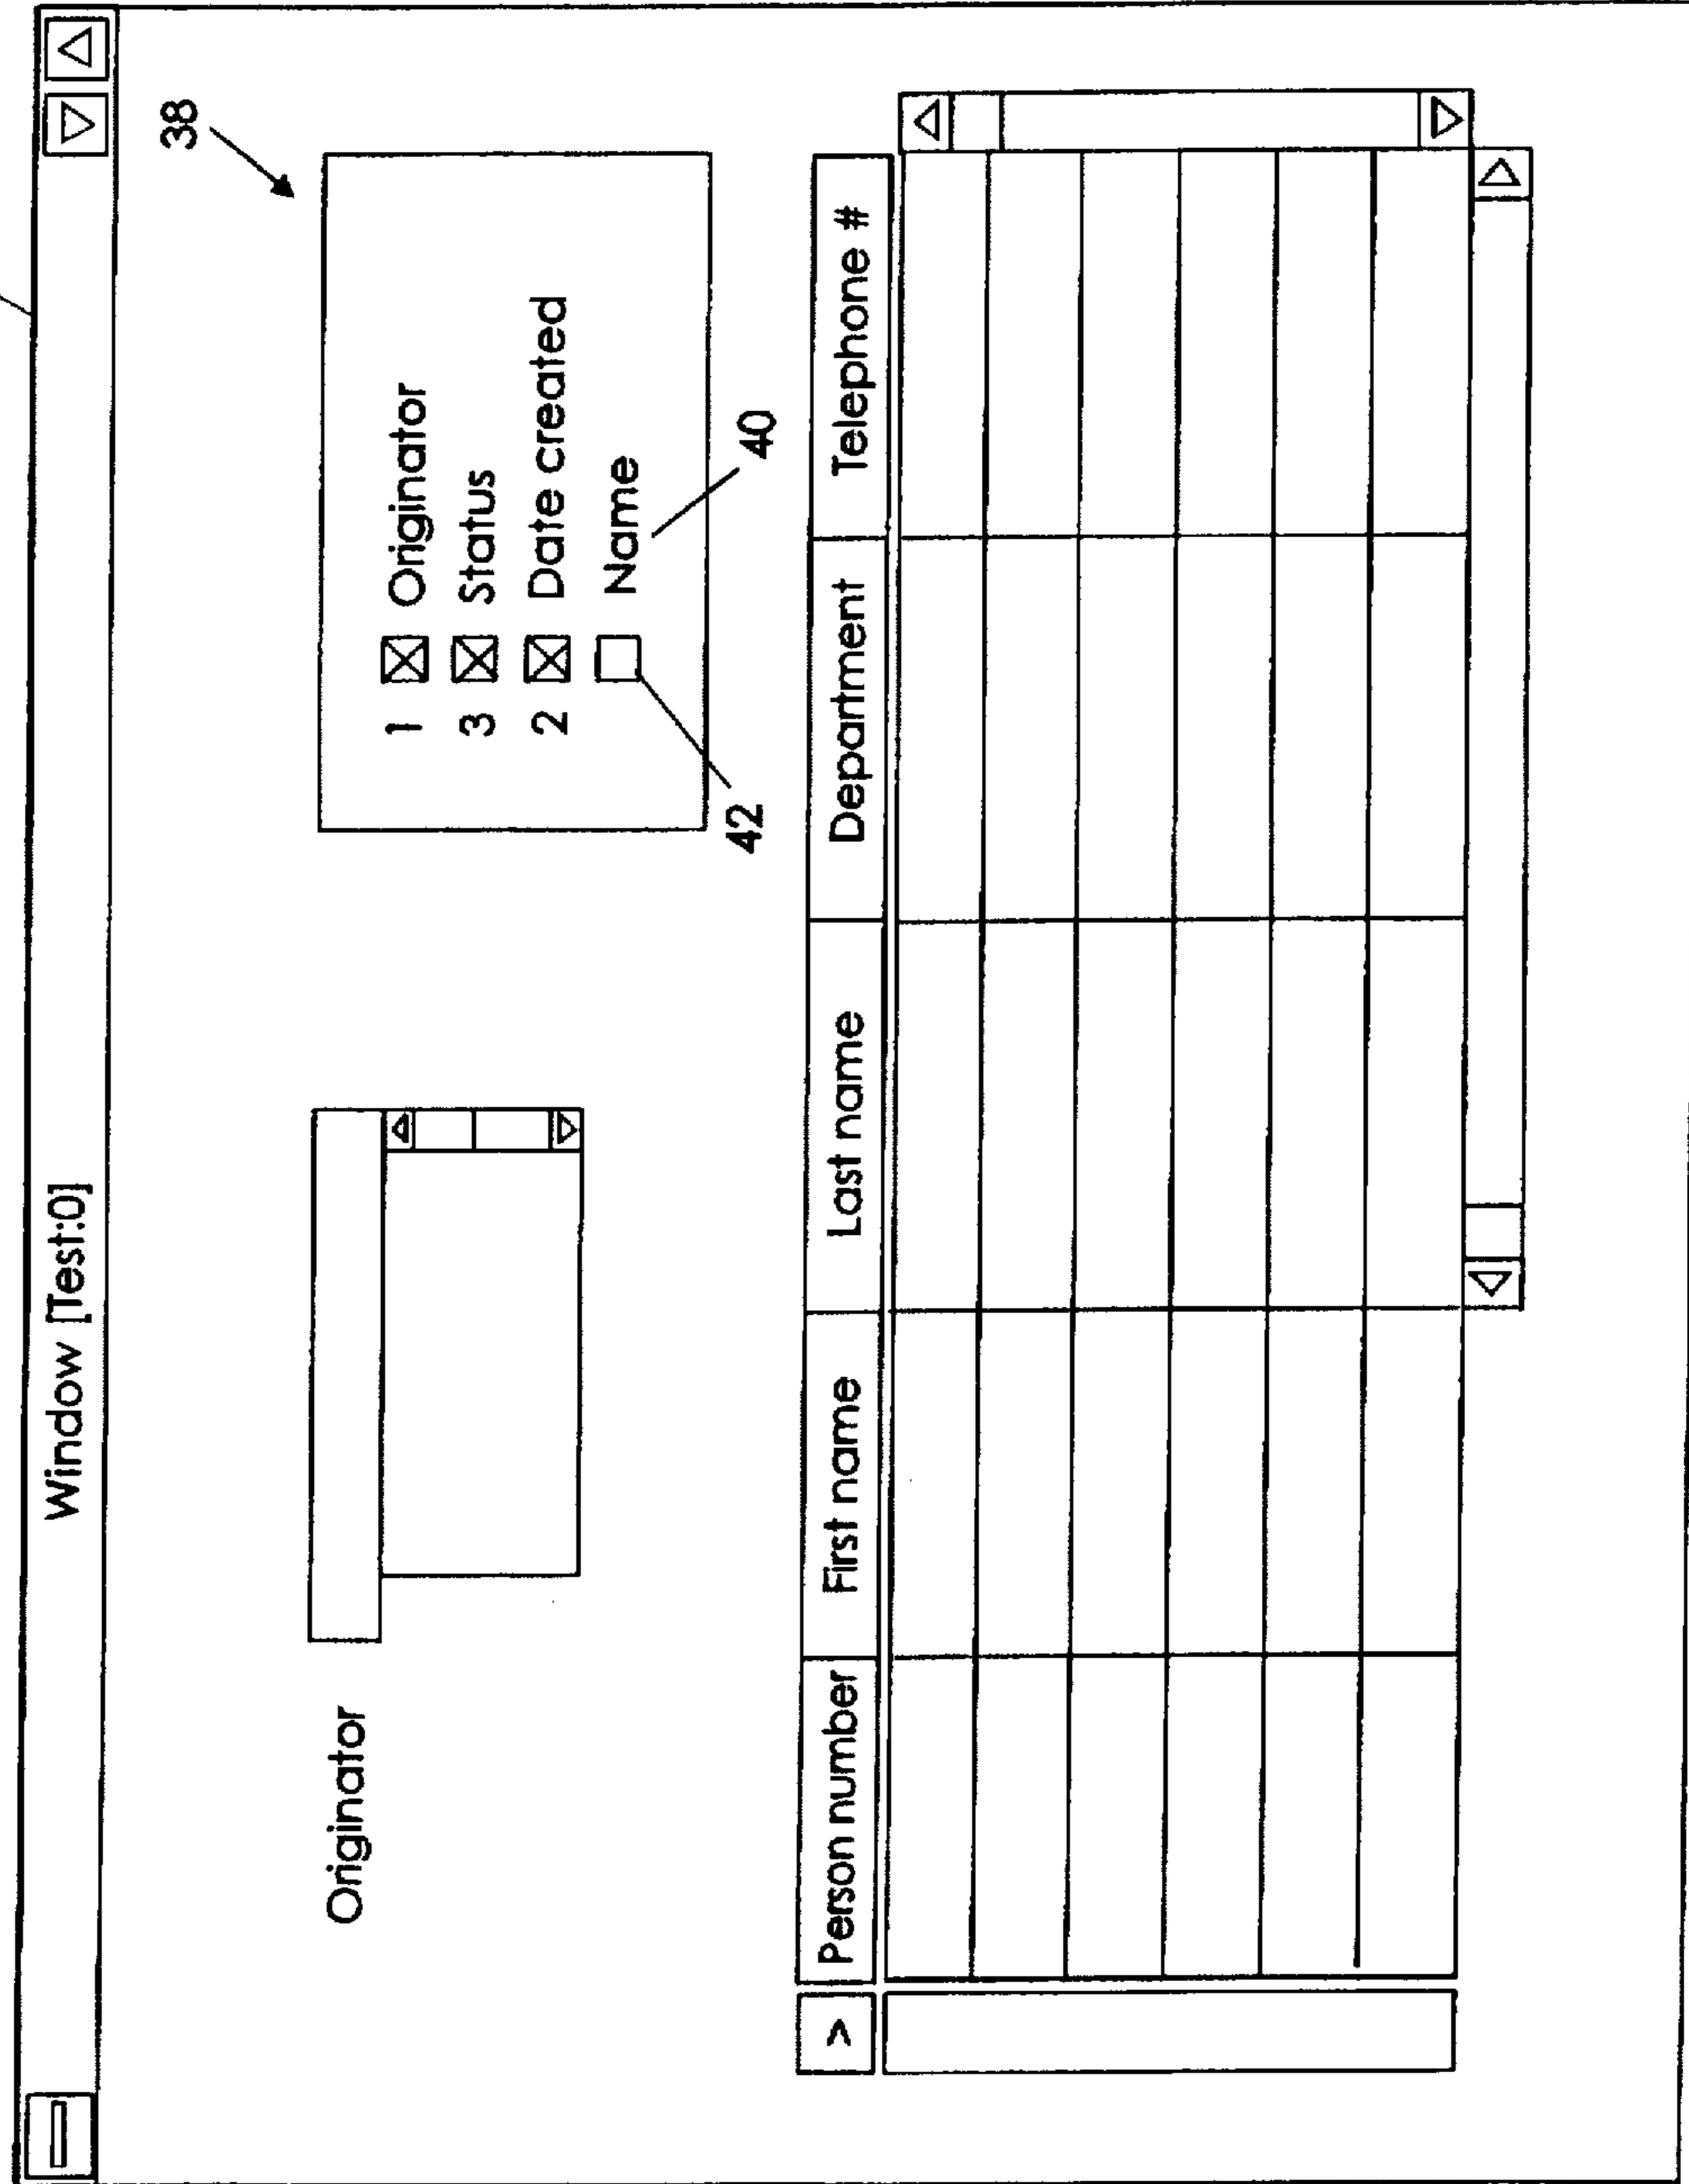 Window [Test:0]
38
Originator
1 Originator
3 Status
2 Date created
Name
42
40
> Person number First name Last name Department Telephone #